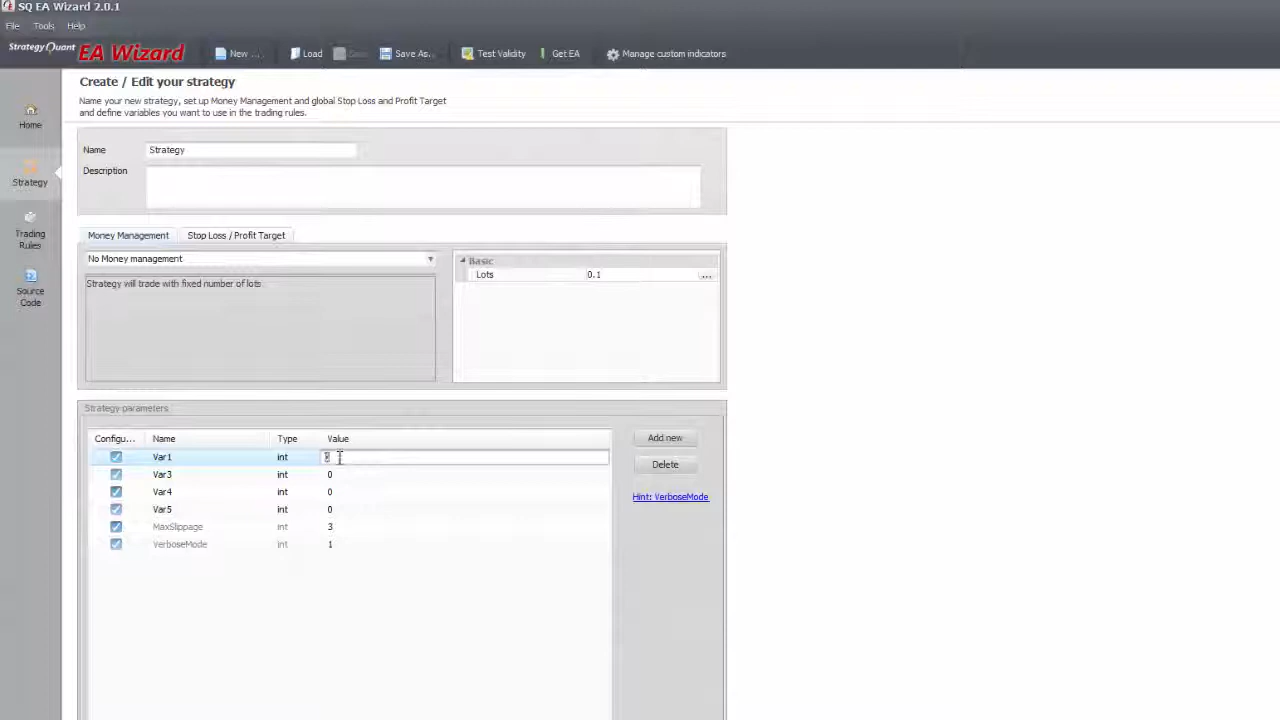 SQ EA Wizard 2.0.1
File Tools Help
StrategyQuant EA Wizard New ... Load Save As.. Test Validity Get EA Manage custom indicators
Create / Edit your strategy
Name your new strategy, set up Money Management and global Stop Loss and Profit Target
and define variables you want to use in the trading rules.
Home
Strategy
Trading
Rules
Source
Code
Name Strategy
Description
Money Management Stop Loss / Profit Target
No Money management
Strategy will trade with fixed number of lots
Basic
Lots 0.1 ...
Strategy parameters
Configu... Name Type Value
Var1 int
Var3 int 0
Var4 int 0
Var5 int 0
MaxSlippage int 3
VerboseMode int 1
Add new
Delete
Hint: VerboseMode